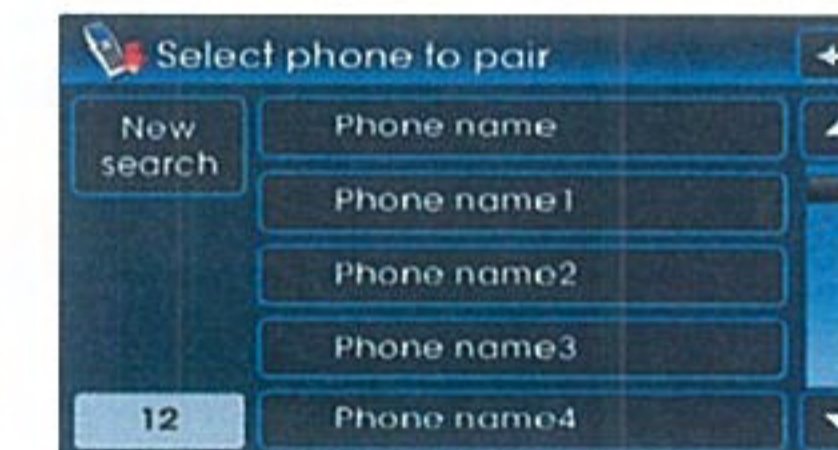 Select phone to pair
New
search
Phone name
Phone name1
Phone name2
Phone name3
12
Phone name4